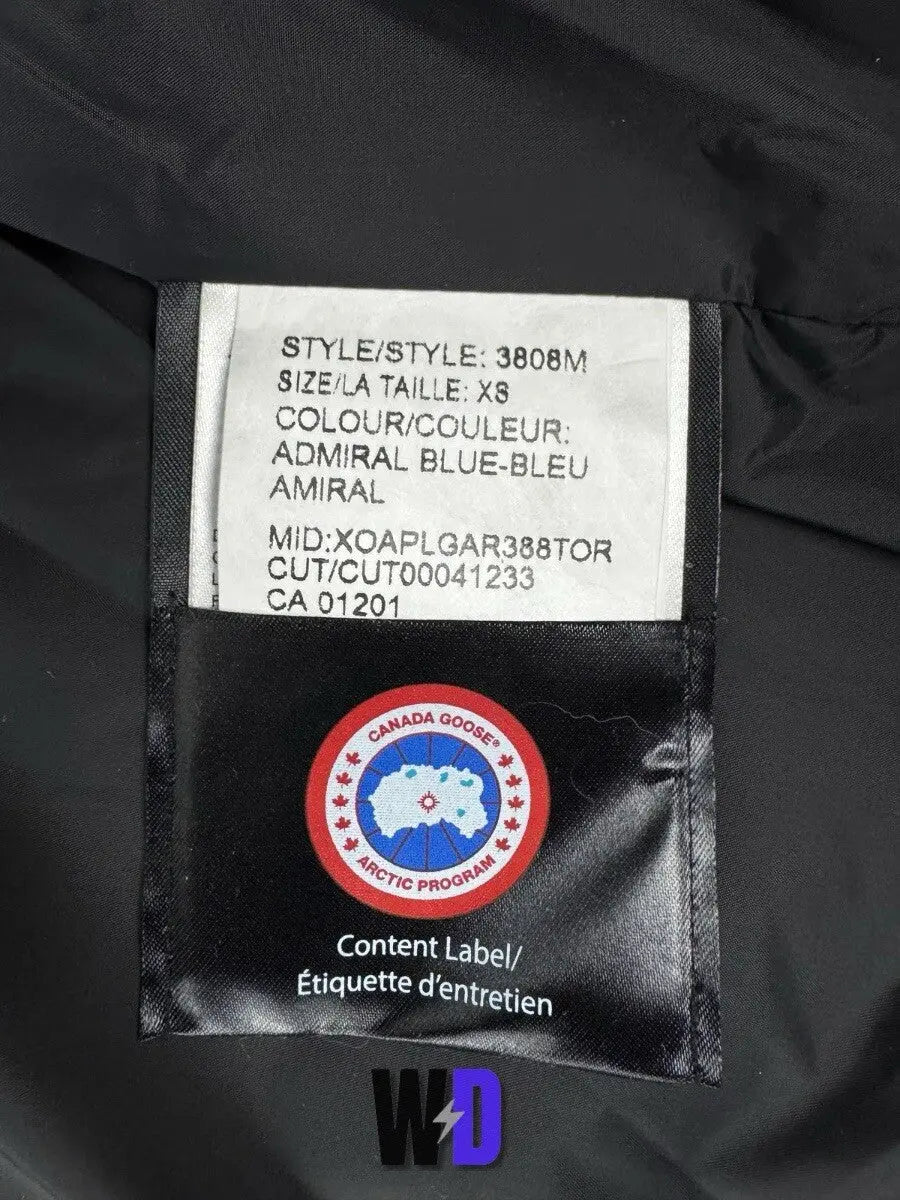 STYLE/STYLE: 3808M
SIZE/LA TAILLE: XS
COLOUR/COULEUR:
ADMIRAL BLUE-BLEU
AMIRAL
MID:XOAPLGAR388TOR
CUT/CUT00041233
CA 01201
CANADA GOOSE®
ARCTIC PROGRAM
Content Label/
Étiquette d'entretien
WD